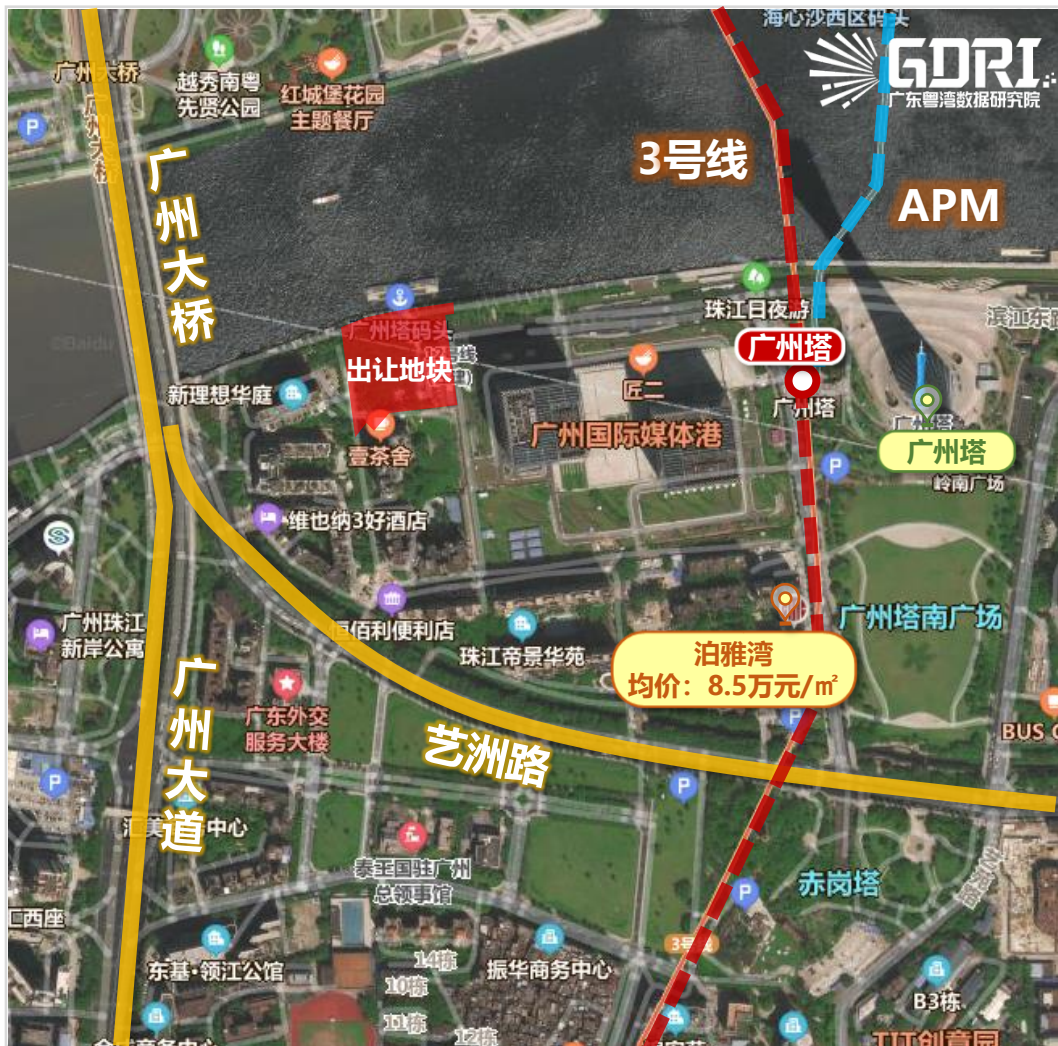 海心沙西区码头
GDRI
广东粤湾数据研究院
广州大桥
越秀南粤
先贤公园
红城堡花园
主题餐厅
P
广州大桥
3号线
APM
广州大桥
珠江日夜游
滨江东路
广州塔码头
出让地块
广州塔
新理想华庭
匠二
广州塔
广州塔
壹茶舍
广州国际媒体港
P
岭南广场
维也纳3好酒店
广州珠江
新岸公寓
恒佰利便利店
珠江帝景华苑
广州塔南广场
泊雅湾
均价：8.5万元/㎡
广东外交
服务大楼
P
BUS
广州大道
艺洲路
P
P
中心
泰王国驻广州
总领事馆
赤岗塔
P
汇西座
3号线
东基·领江公馆
14栋
10栋
振华商务中心
11栋
12栋
B3栋
TIT创意园